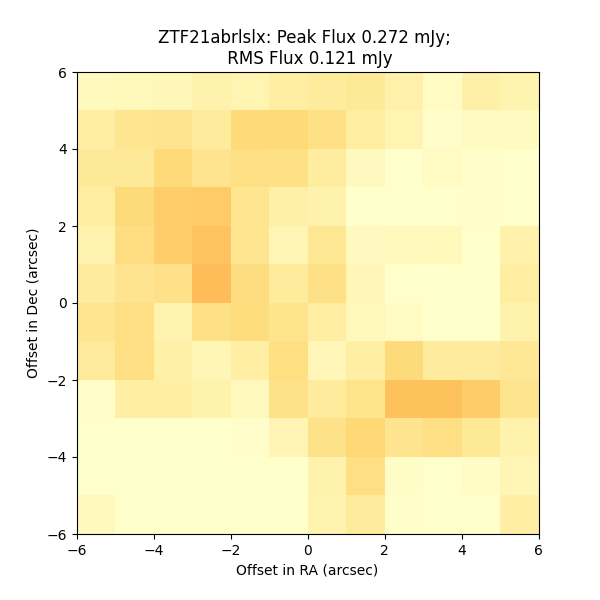 ZTF21abrlslx: Peak Flux 0.272 mJy;
RMS Flux 0.121 mJy
6
4
2
0
−2
−4
−6
Offset in Dec (arcsec)
−6 −4 −2 0 2 4 6
Offset in RA (arcsec)